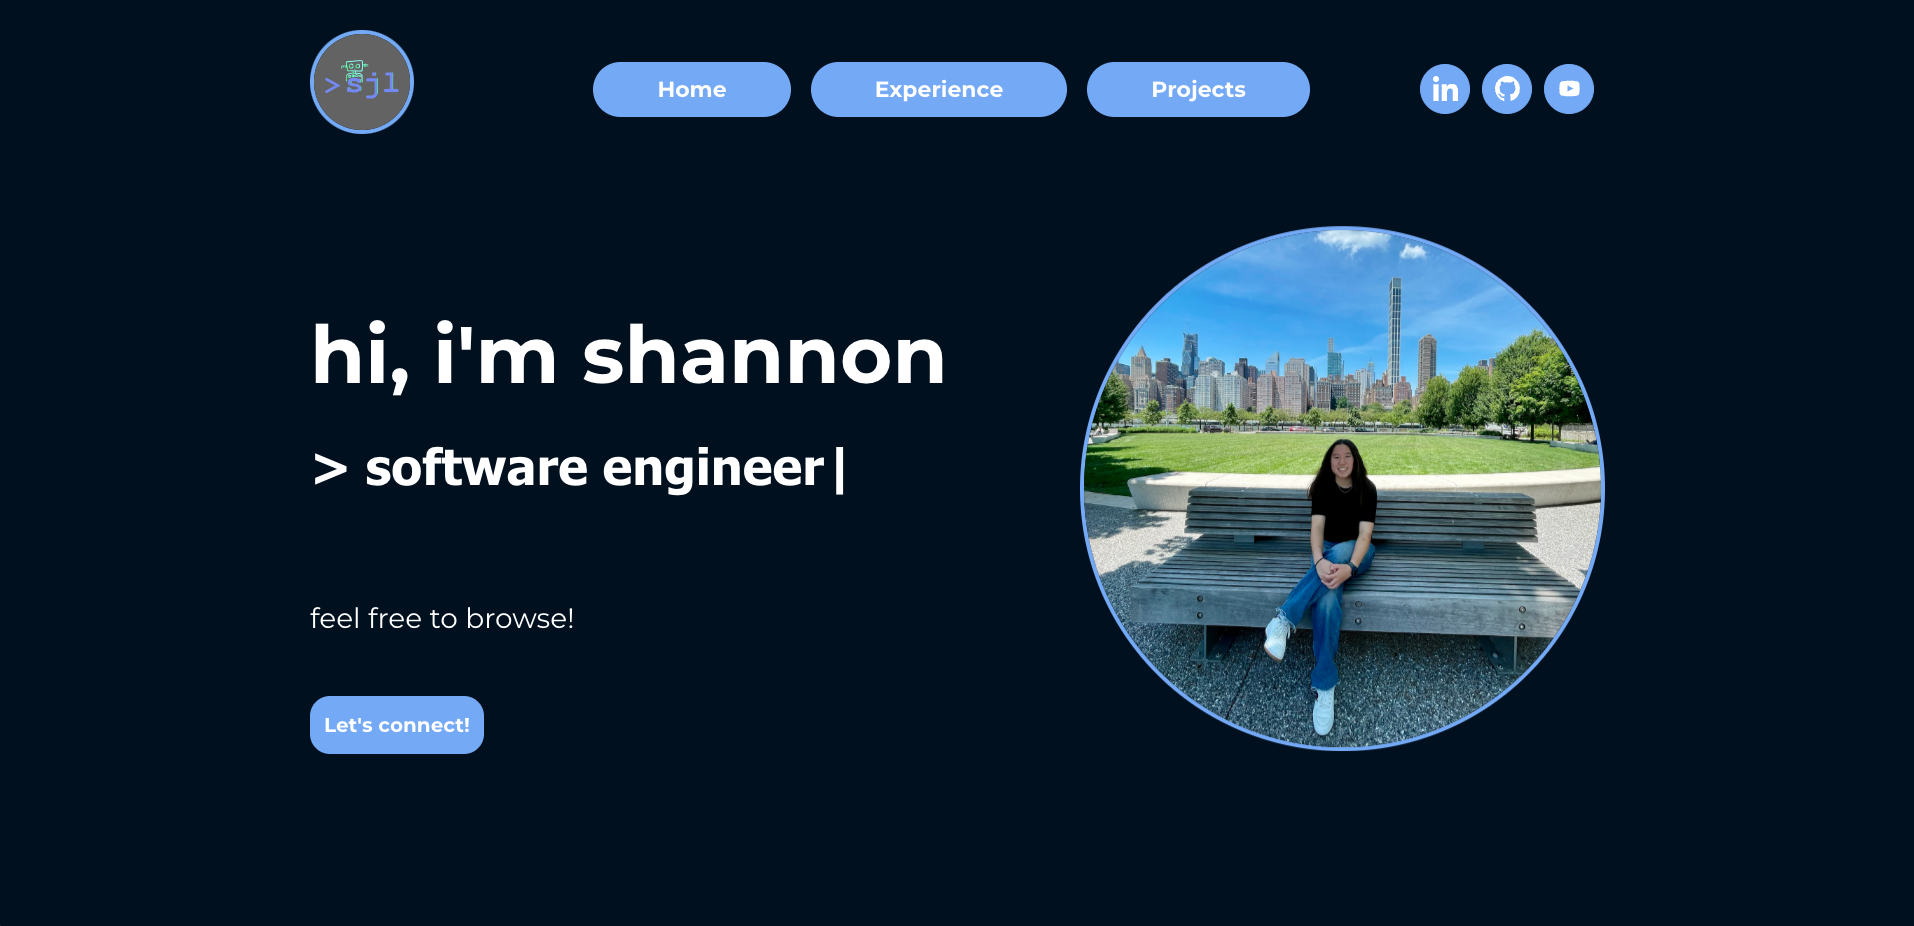 > sjl
Home
Experience
Projects
in
hi, i'm shannon
> software engineer|
feel free to browse!
Let's connect!